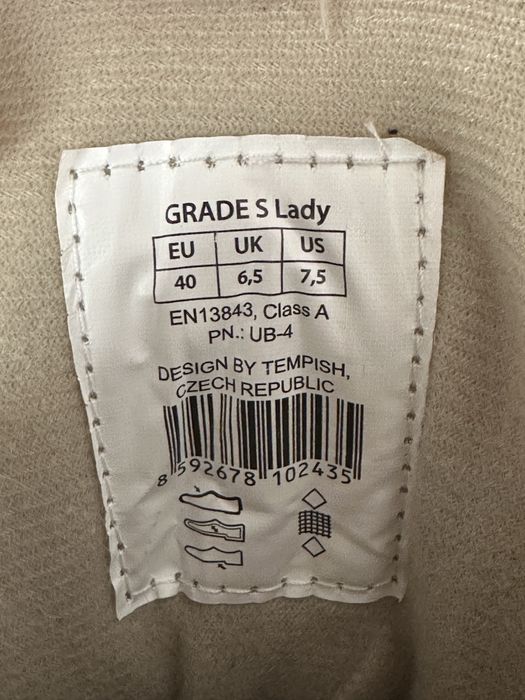 GRADE S Lady
EU UK US
40 6,5 7,5
EN13843, Class A
PN.: UB-4
DESIGN BY TEMPISH,
CZECH REPUBLIC
8 592678 102435